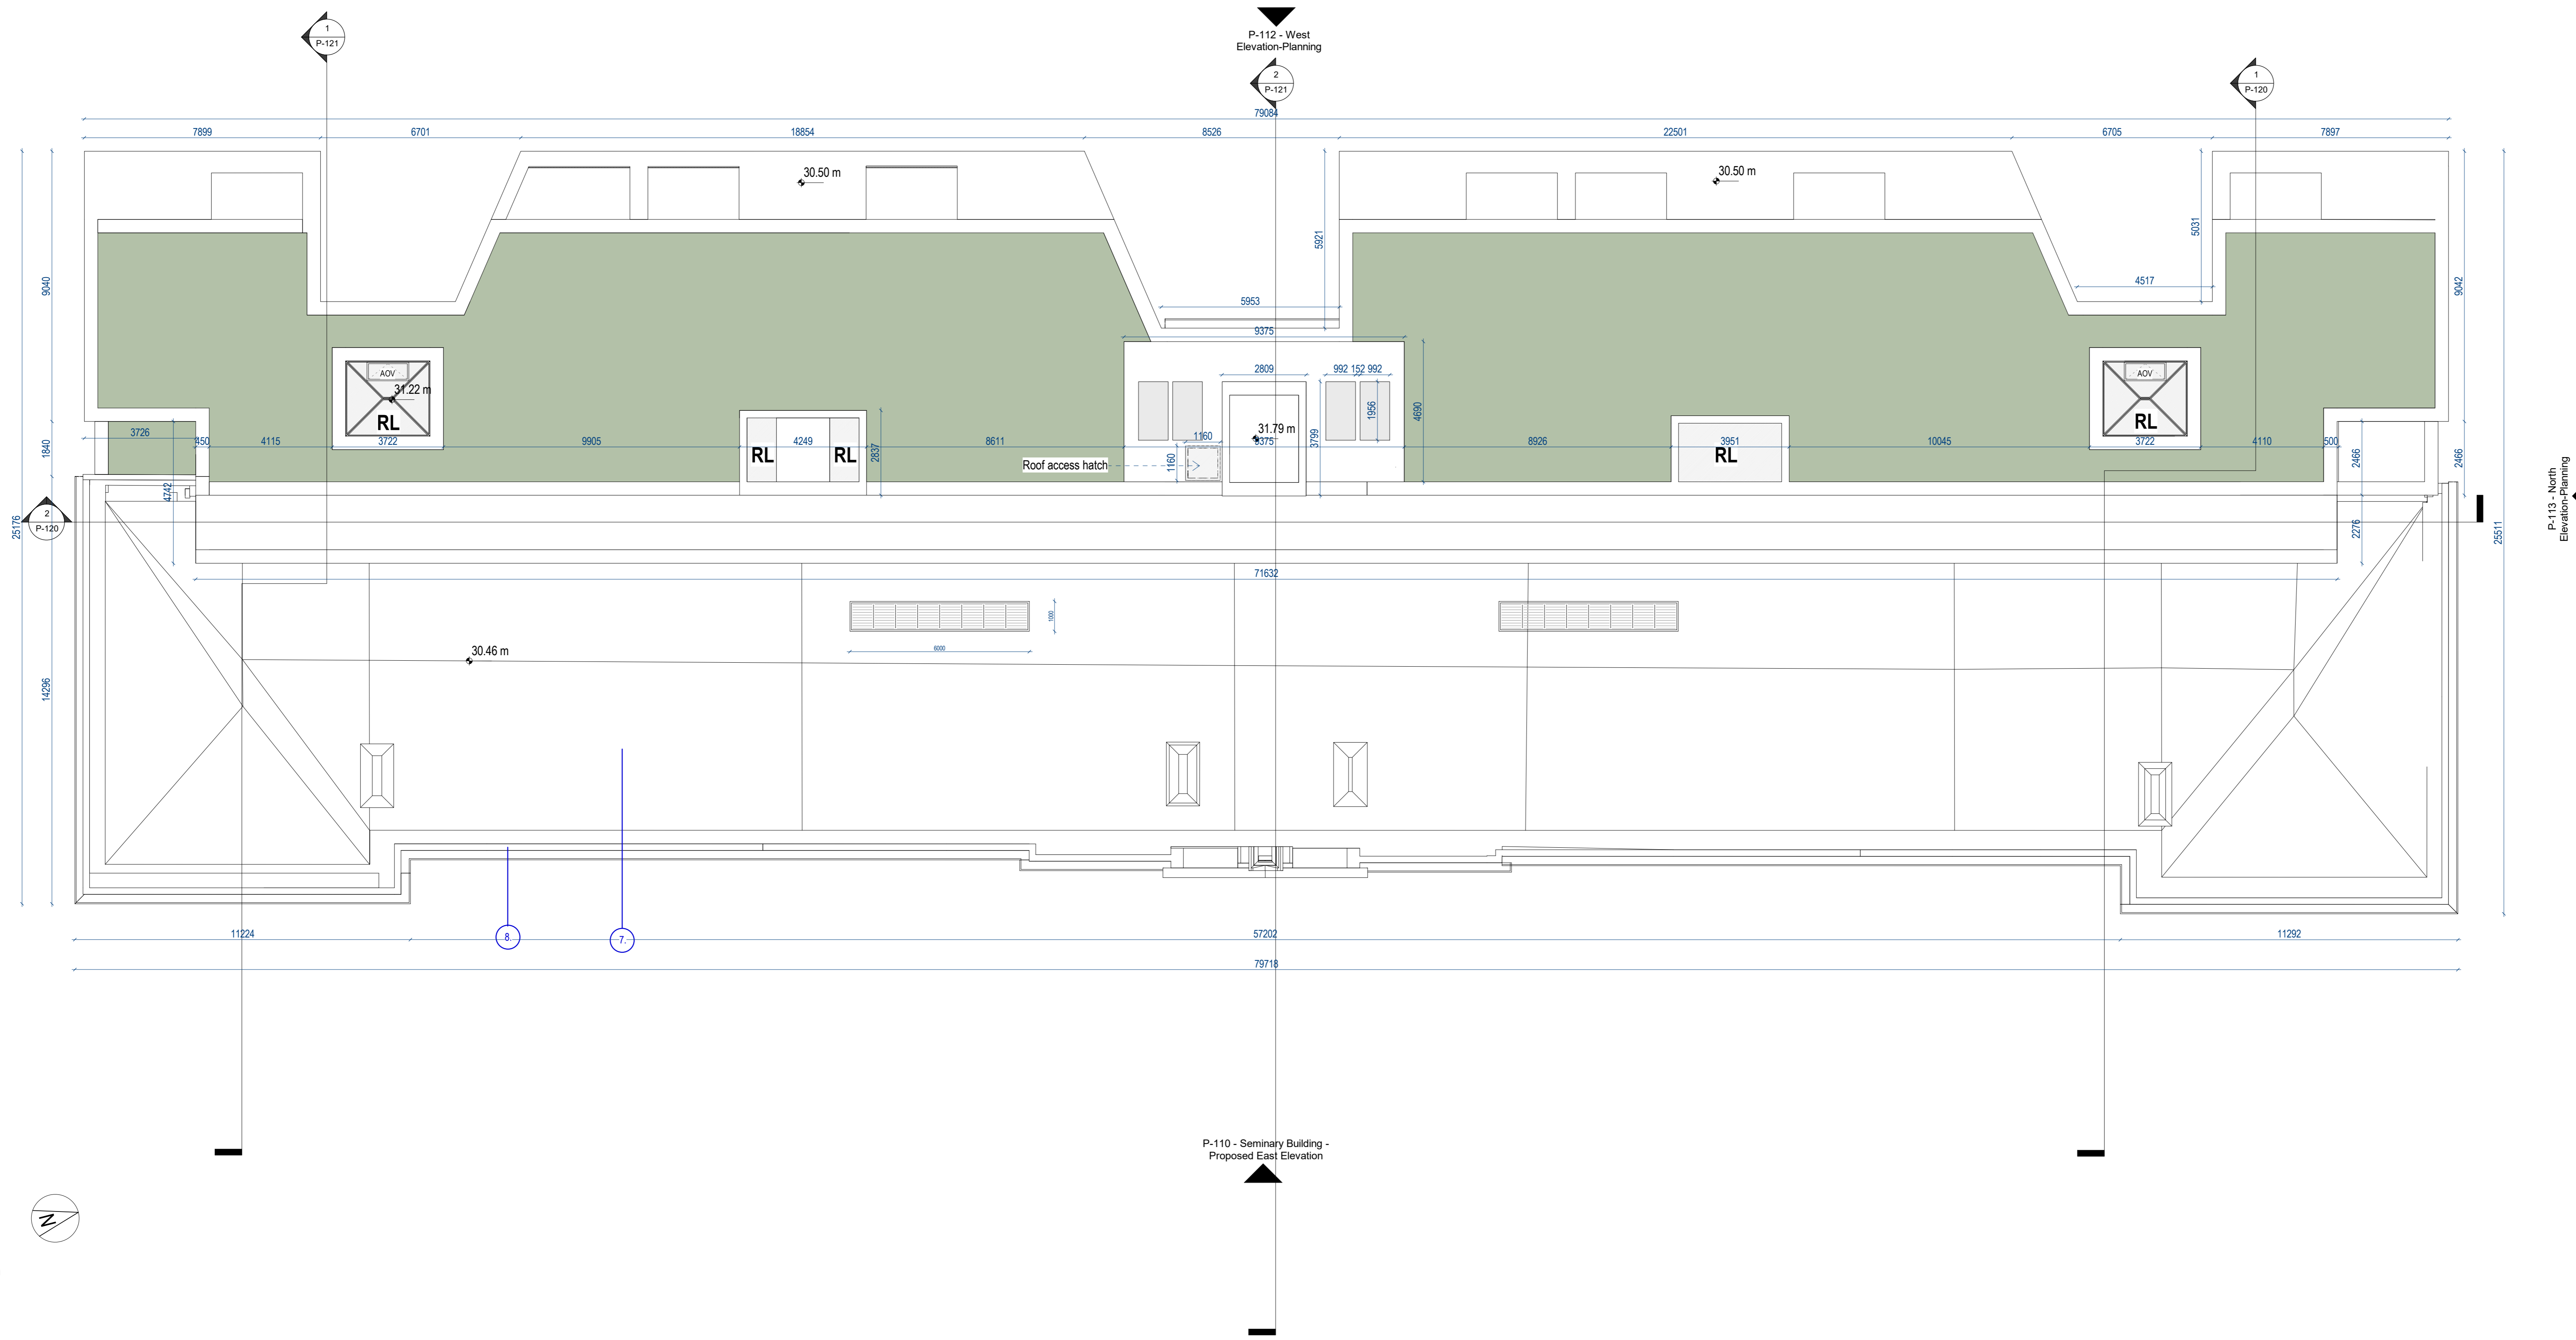 1
P-121
P-112 - West
Elevation-Planning
2
P-121
1
P-120
79084
7899
6701
18854
8526
22501
6705
7897
30.50 m
30.50 m
5921
5031
9040
9042
4517
5953
9375
AOV
31.22 m
RL
2809
992 152 992
1956
4690
3799
AOV
RL
3726
450
4115
3722
9905
4249
2837
8611
1160
31.79 m
9375
8926
3951
10045
3722
4110
500
RL
RL
RL
1840
4742
Roof access hatch
1160
2466
2466
2276
2
P-120
25176
25511
P-113 - North
Elevation-Planning
71632
1000
6000
30.46 m
14296
8.
7.
11224
57202
11292
79718
P-110 - Seminary Building -
Proposed East Elevation
N